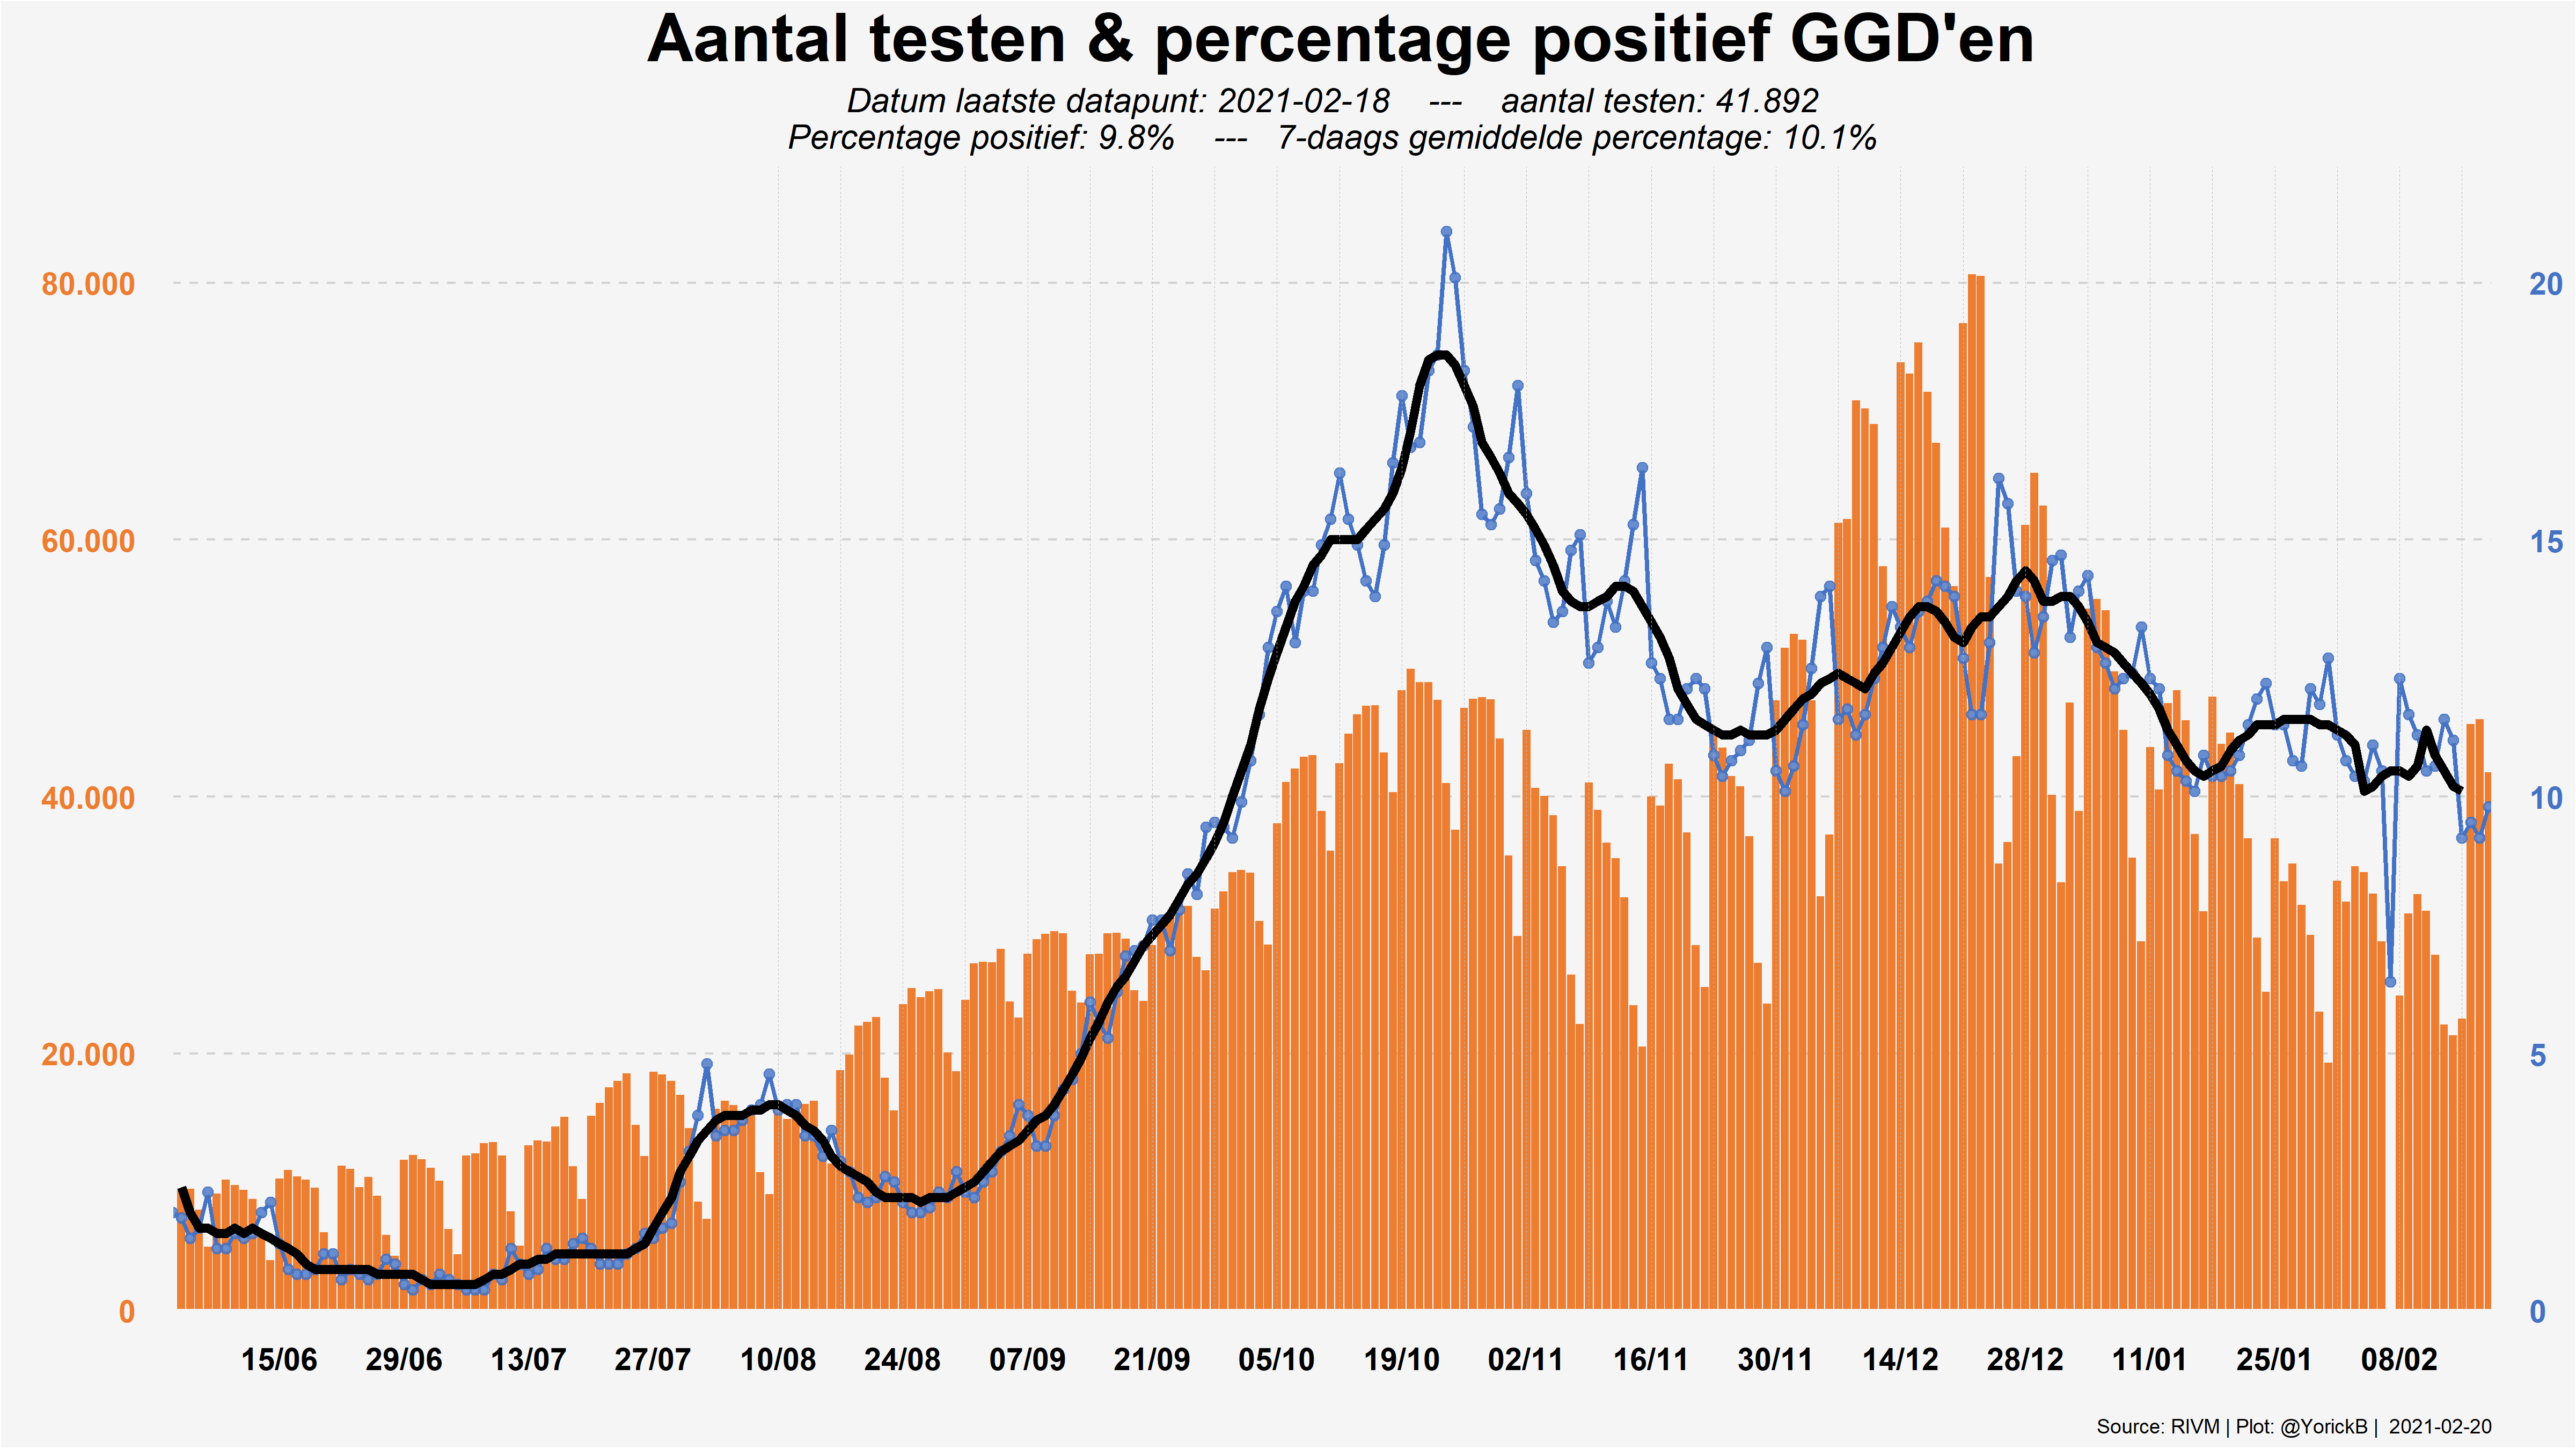 Aantal testen & percentage positief GGD'en
Datum laatste datapunt: 2021-02-18 --- aantal testen: 41.892
Percentage positief: 9.8% --- 7-daags gemiddelde percentage: 10.1%
80.000
20
60.000
15
40.000
10
20.000
5
0
0
15/06 29/06 13/07 27/07 10/08 24/08 07/09 21/09 05/10 19/10 02/11 16/11 30/11 14/12 28/12 11/01 25/01 08/02
Source: RIVM | Plot: @YorickB | 2021-02-20